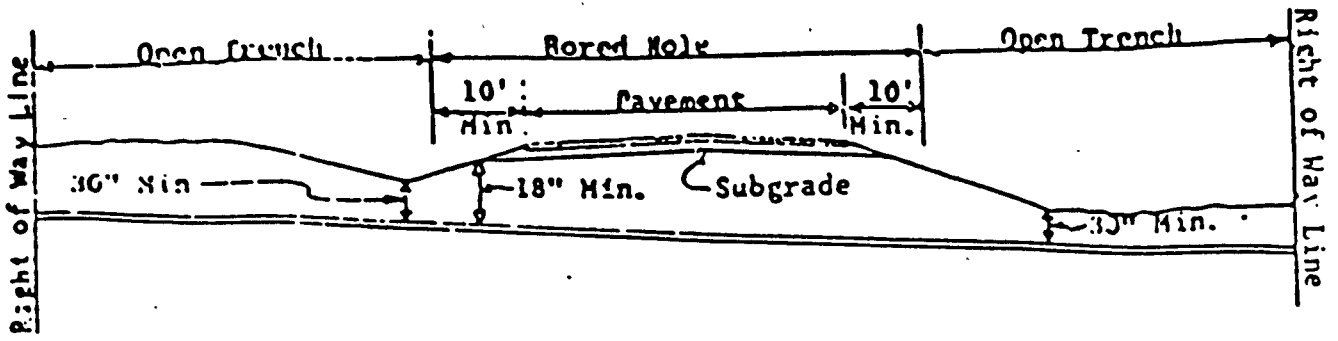 Open Trench
Bored Hole
Open Trench
10'
Min.
Pavement
10'
Min.
30" Min
18" Min.
Subgrade
30" Min.
Right of Way Line
Right of Way Line